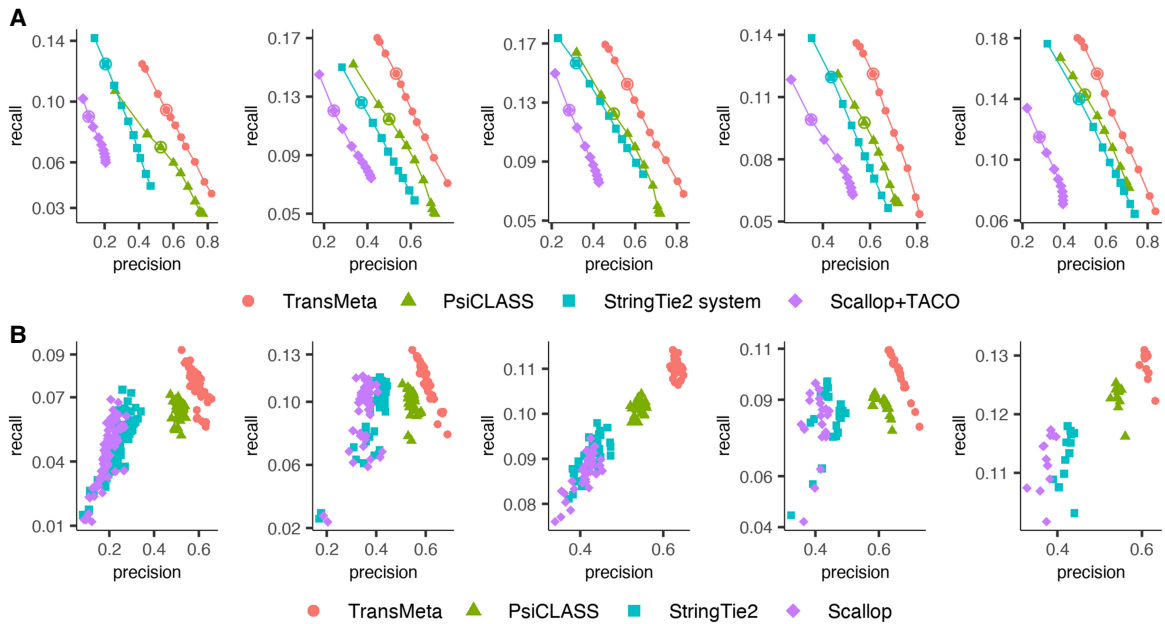 A
recall
0.14
0.10
0.06
0.03
0.2 0.4 0.6 0.8
precision
recall
0.17
0.13
0.09
0.05
0.2 0.4 0.6
precision
recall
0.17
0.13
0.09
0.05
0.2 0.4 0.6 0.8
precision
recall
0.14
0.11
0.08
0.05
0.4 0.6 0.8
precision
recall
0.18
0.14
0.10
0.06
0.2 0.4 0.6 0.8
precision
TransMeta PsiCLASS StringTie2 system Scallop+TACO
B
recall
0.09
0.07
0.04
0.01
0.2 0.4 0.6
precision
recall
0.13
0.10
0.06
0.02
0.2 0.4 0.6
precision
recall
0.11
0.10
0.09
0.08
0.4 0.6
precision
recall
0.11
0.09
0.06
0.04
0.4 0.6
precision
recall
0.13
0.12
0.11
0.4 0.6
precision
TransMeta PsiCLASS StringTie2 Scallop